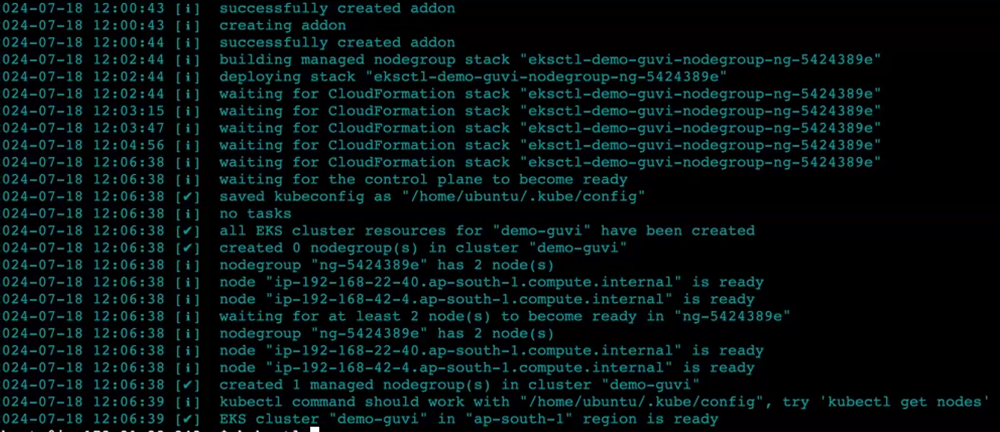 024-07-18 12:00:43 [ℹ]  successfully created addon
024-07-18 12:00:43 [ℹ]  creating addon
024-07-18 12:00:44 [ℹ]  successfully created addon
024-07-18 12:02:44 [ℹ]  building managed nodegroup stack "eksctl-demo-guvi-nodegroup-ng-5424389e"
024-07-18 12:02:44 [ℹ]  deploying stack "eksctl-demo-guvi-nodegroup-ng-5424389e"
024-07-18 12:02:44 [ℹ]  waiting for CloudFormation stack "eksctl-demo-guvi-nodegroup-ng-5424389e"
024-07-18 12:03:15 [ℹ]  waiting for CloudFormation stack "eksctl-demo-guvi-nodegroup-ng-5424389e"
024-07-18 12:03:47 [ℹ]  waiting for CloudFormation stack "eksctl-demo-guvi-nodegroup-ng-5424389e"
024-07-18 12:04:56 [ℹ]  waiting for CloudFormation stack "eksctl-demo-guvi-nodegroup-ng-5424389e"
024-07-18 12:06:38 [ℹ]  waiting for CloudFormation stack "eksctl-demo-guvi-nodegroup-ng-5424389e"
024-07-18 12:06:38 [ℹ]  waiting for the control plane to become ready
024-07-18 12:06:38 [✔]  saved kubeconfig as "/home/ubuntu/.kube/config"
024-07-18 12:06:38 [ℹ]  no tasks
024-07-18 12:06:38 [✔]  all EKS cluster resources for "demo-guvi" have been created
024-07-18 12:06:38 [✔]  created 0 nodegroup(s) in cluster "demo-guvi"
024-07-18 12:06:38 [ℹ]  nodegroup "ng-5424389e" has 2 node(s)
024-07-18 12:06:38 [ℹ]  node "ip-192-168-22-40.ap-south-1.compute.internal" is ready
024-07-18 12:06:38 [ℹ]  node "ip-192-168-42-4.ap-south-1.compute.internal" is ready
024-07-18 12:06:38 [ℹ]  waiting for at least 2 node(s) to become ready in "ng-5424389e"
024-07-18 12:06:38 [ℹ]  nodegroup "ng-5424389e" has 2 node(s)
024-07-18 12:06:38 [ℹ]  node "ip-192-168-22-40.ap-south-1.compute.internal" is ready
024-07-18 12:06:38 [ℹ]  node "ip-192-168-42-4.ap-south-1.compute.internal" is ready
024-07-18 12:06:38 [✔]  created 1 managed nodegroup(s) in cluster "demo-guvi"
024-07-18 12:06:39 [ℹ]  kubectl command should work with "/home/ubuntu/.kube/config", try 'kubectl get nodes'
024-07-18 12:06:39 [✔]  EKS cluster "demo-guvi" in "ap-south-1" region is ready